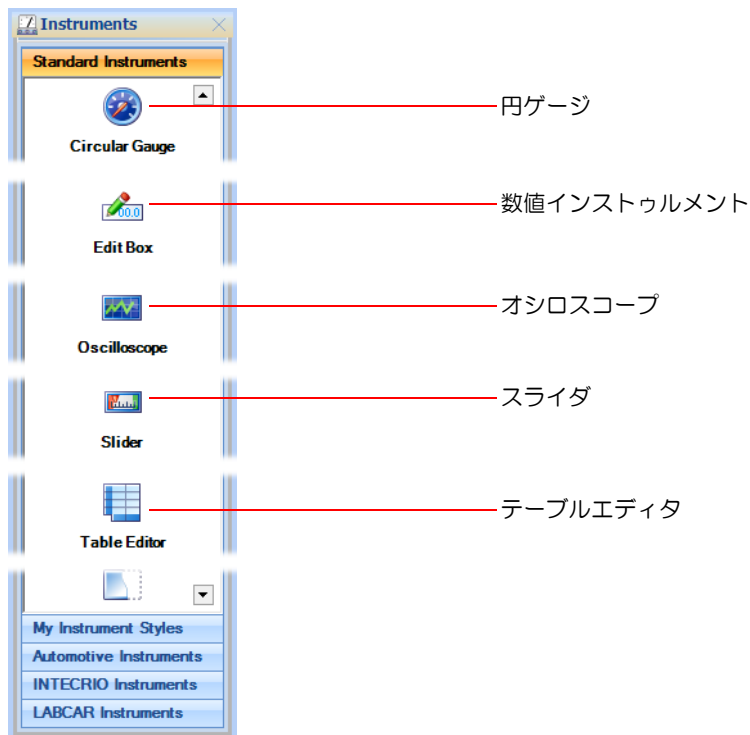 Instruments
Standard Instruments
Circular Gauge
円ゲージ
00.0
Edit Box
数値インストゥルメント
Oscilloscope
オシロスコープ
Slider
スライダ
Table Editor
テーブルエディタ
My Instrument Styles
Automotive Instruments
INTECRIO Instruments
LABCAR Instruments